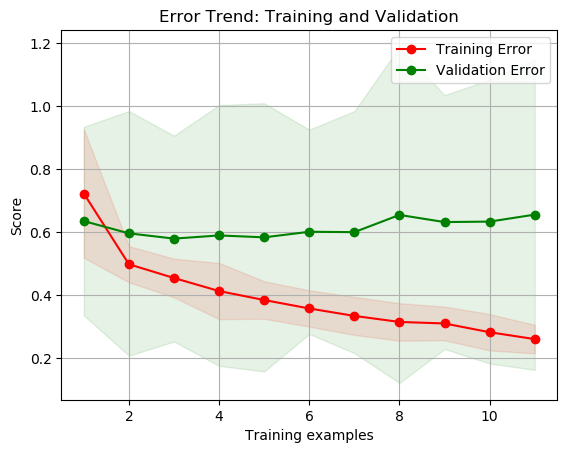 Error Trend: Training and Validation
Training Error
Validation Error
Score
1.2
1.0
0.8
0.6
0.4
0.2
2 4 6 8 10
Training examples